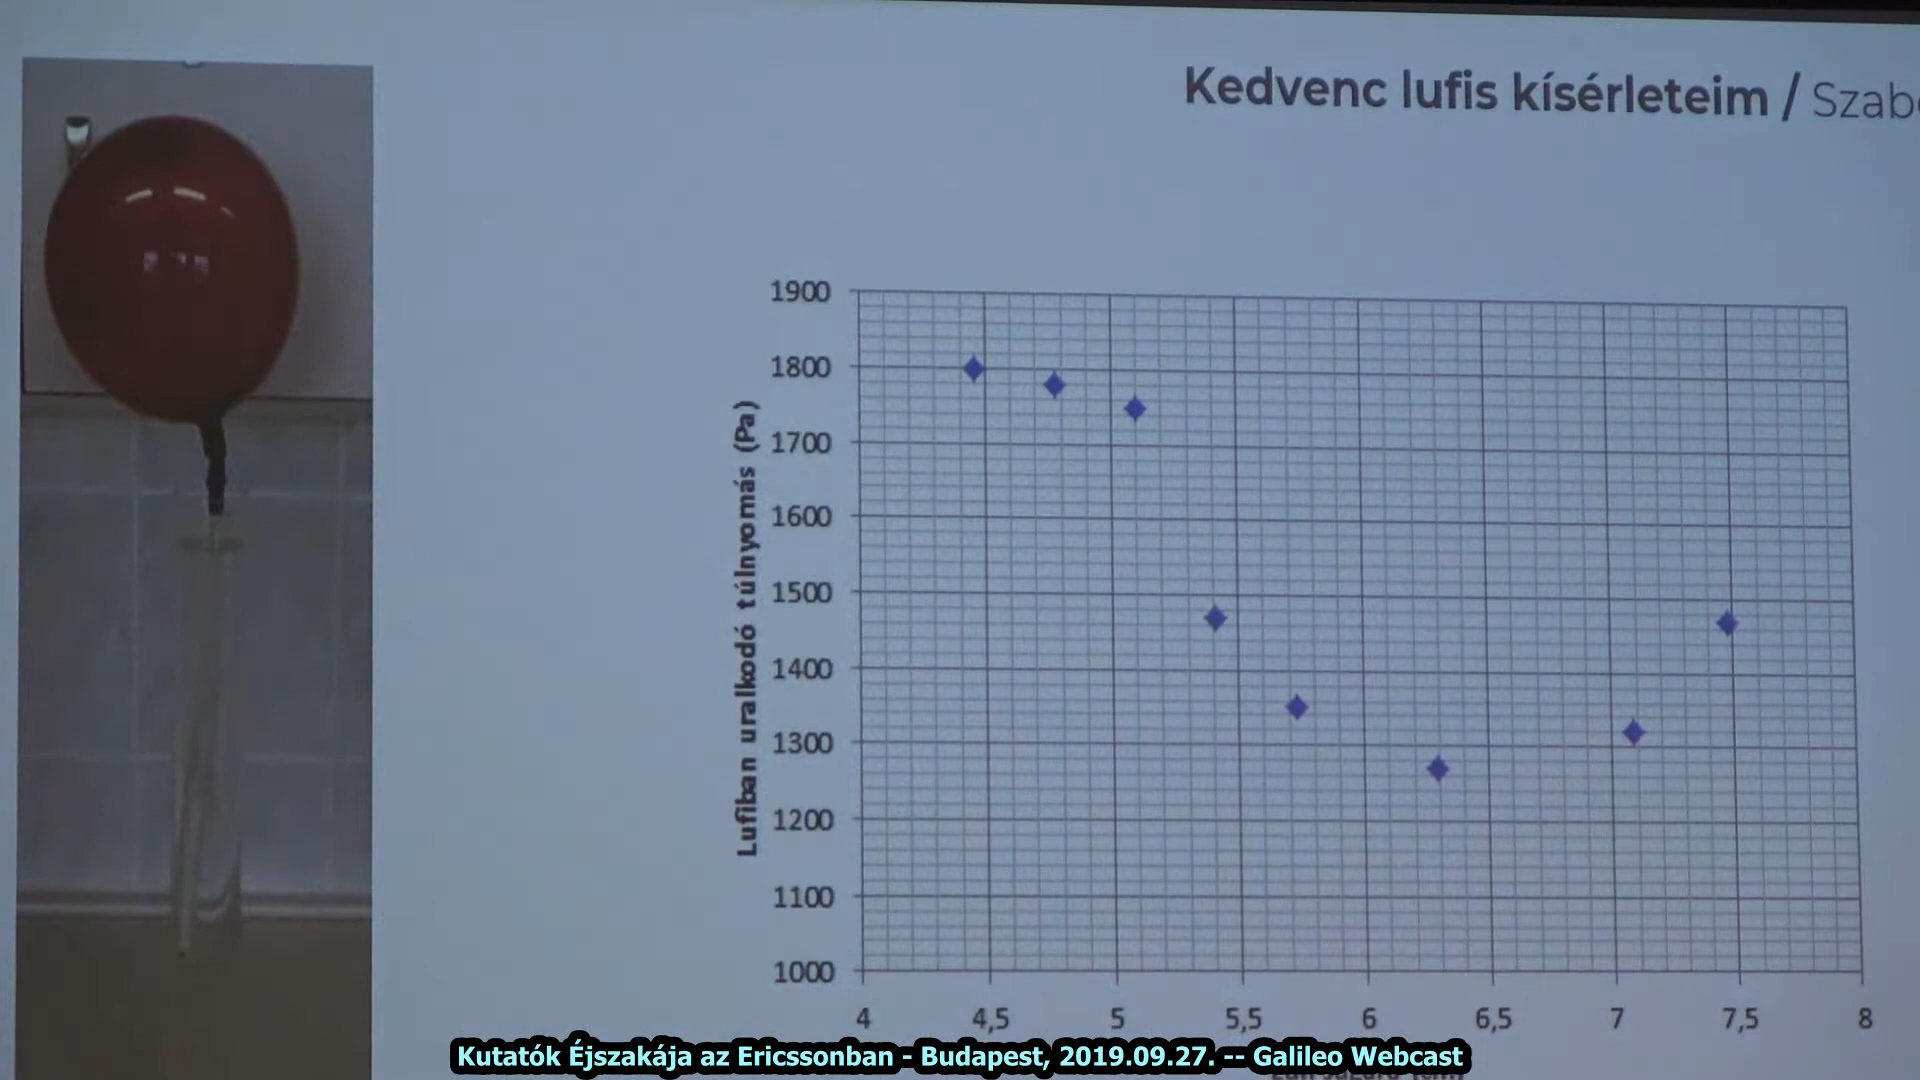 Kedvenc lufis kísérleteim / Szab
Lufiban uralkodó túlnyomás (Pa)
1900
1800
1700
1600
1500
1400
1300
1200
1100
1000
4 4,5 5 5,5 6 6,5 7 7,5 8
Kutatók Éjszakája az Ericssonban - Budapest, 2019.09.27. -- Galileo Webcast